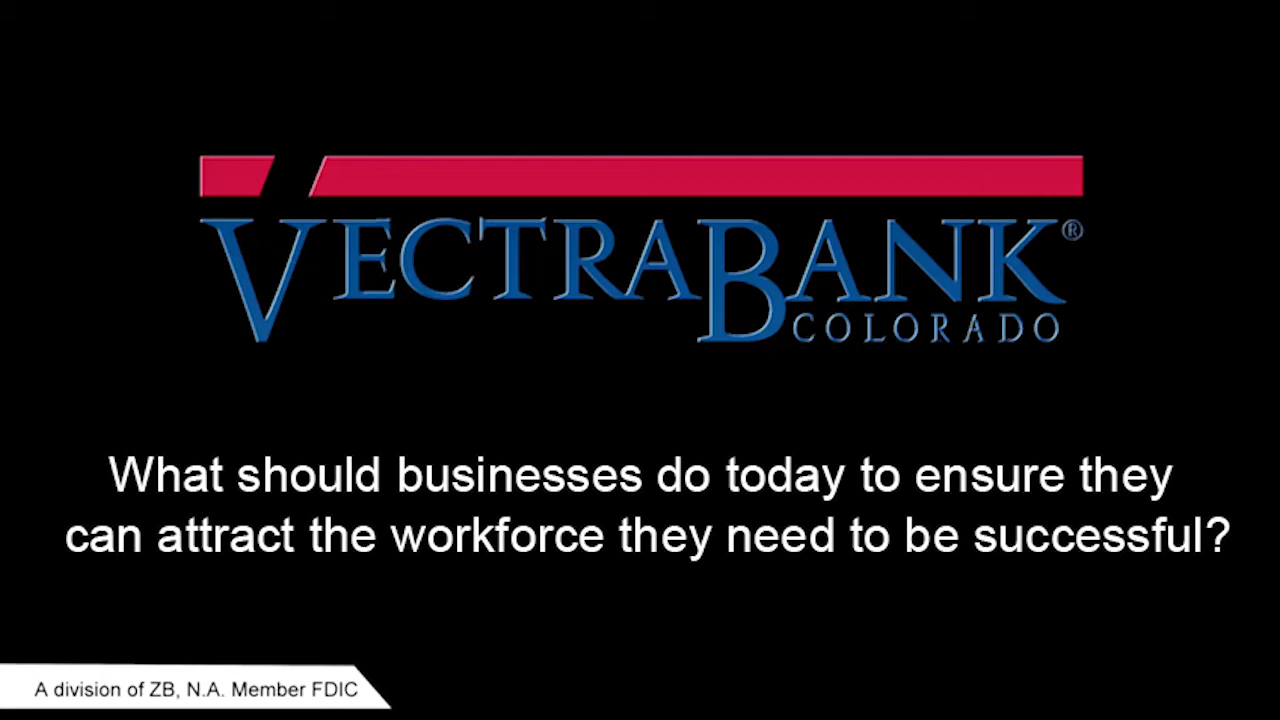 VECTRABANK®
COLORADO
What should businesses do today to ensure they
can attract the workforce they need to be successful?
A division of ZB, N.A. Member FDIC